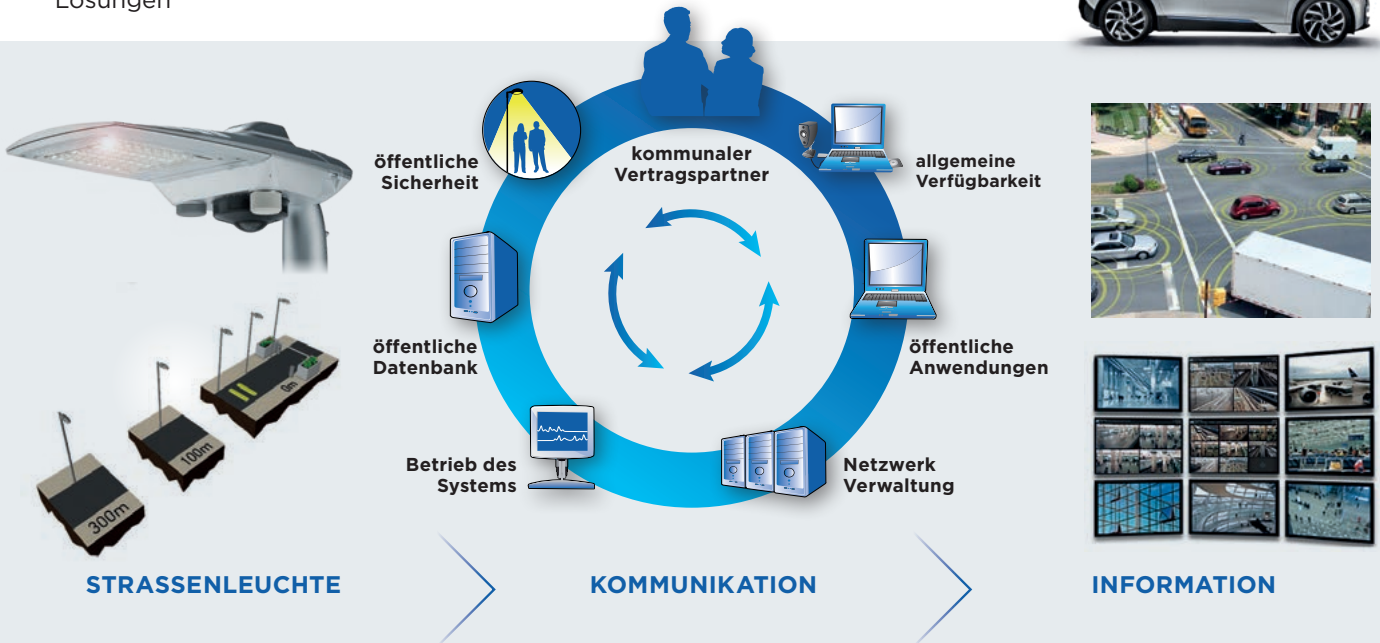 Lösungen
kommunaler
Vertragspartner
allgemeine
Verfügbarkeit
öffentliche
Anwendungen
Netzwerk
Verwaltung
Betrieb des
Systems
öffentliche
Datenbank
öffentliche
Sicherheit
0m
100m
300m
STRASSENLEUCHTE
KOMMUNIKATION
INFORMATION